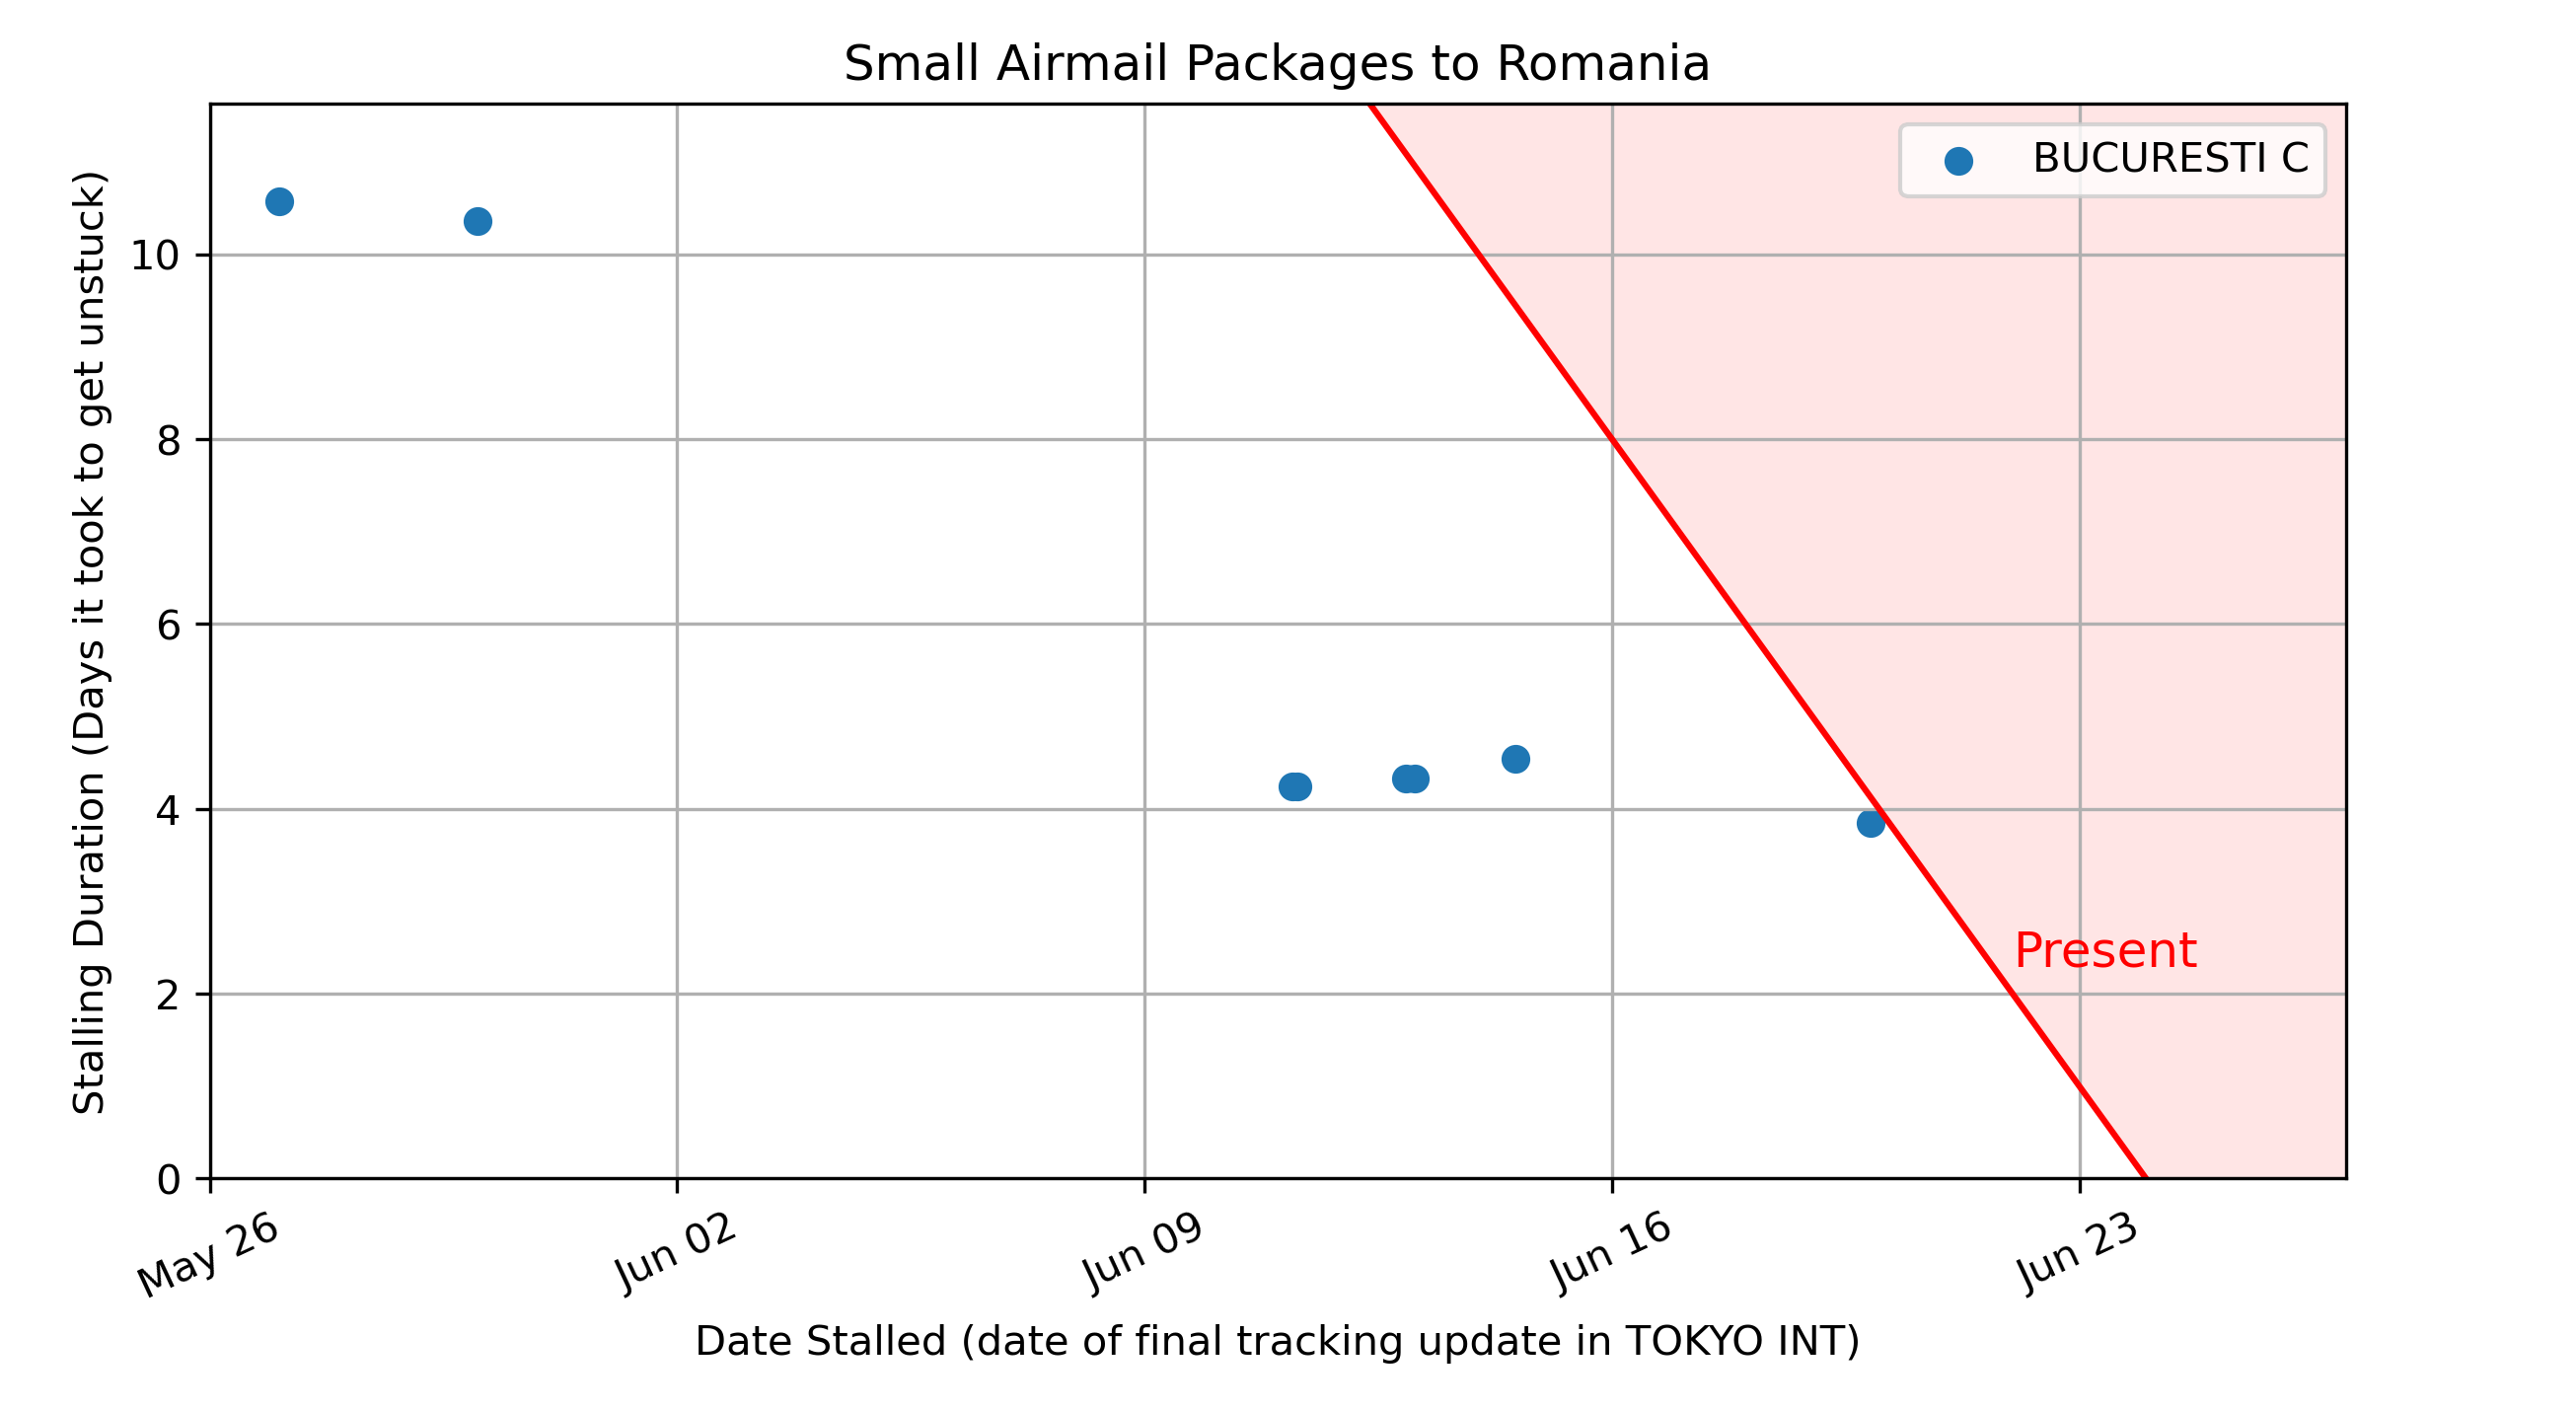 Small Airmail Packages to Romania
BUCURESTI C
Stalling Duration (Days it took to get unstuck)
10
8
6
4
2
0
Present
May 26
Jun 02
Jun 09
Jun 16
Jun 23
Date Stalled (date of final tracking update in TOKYO INT)